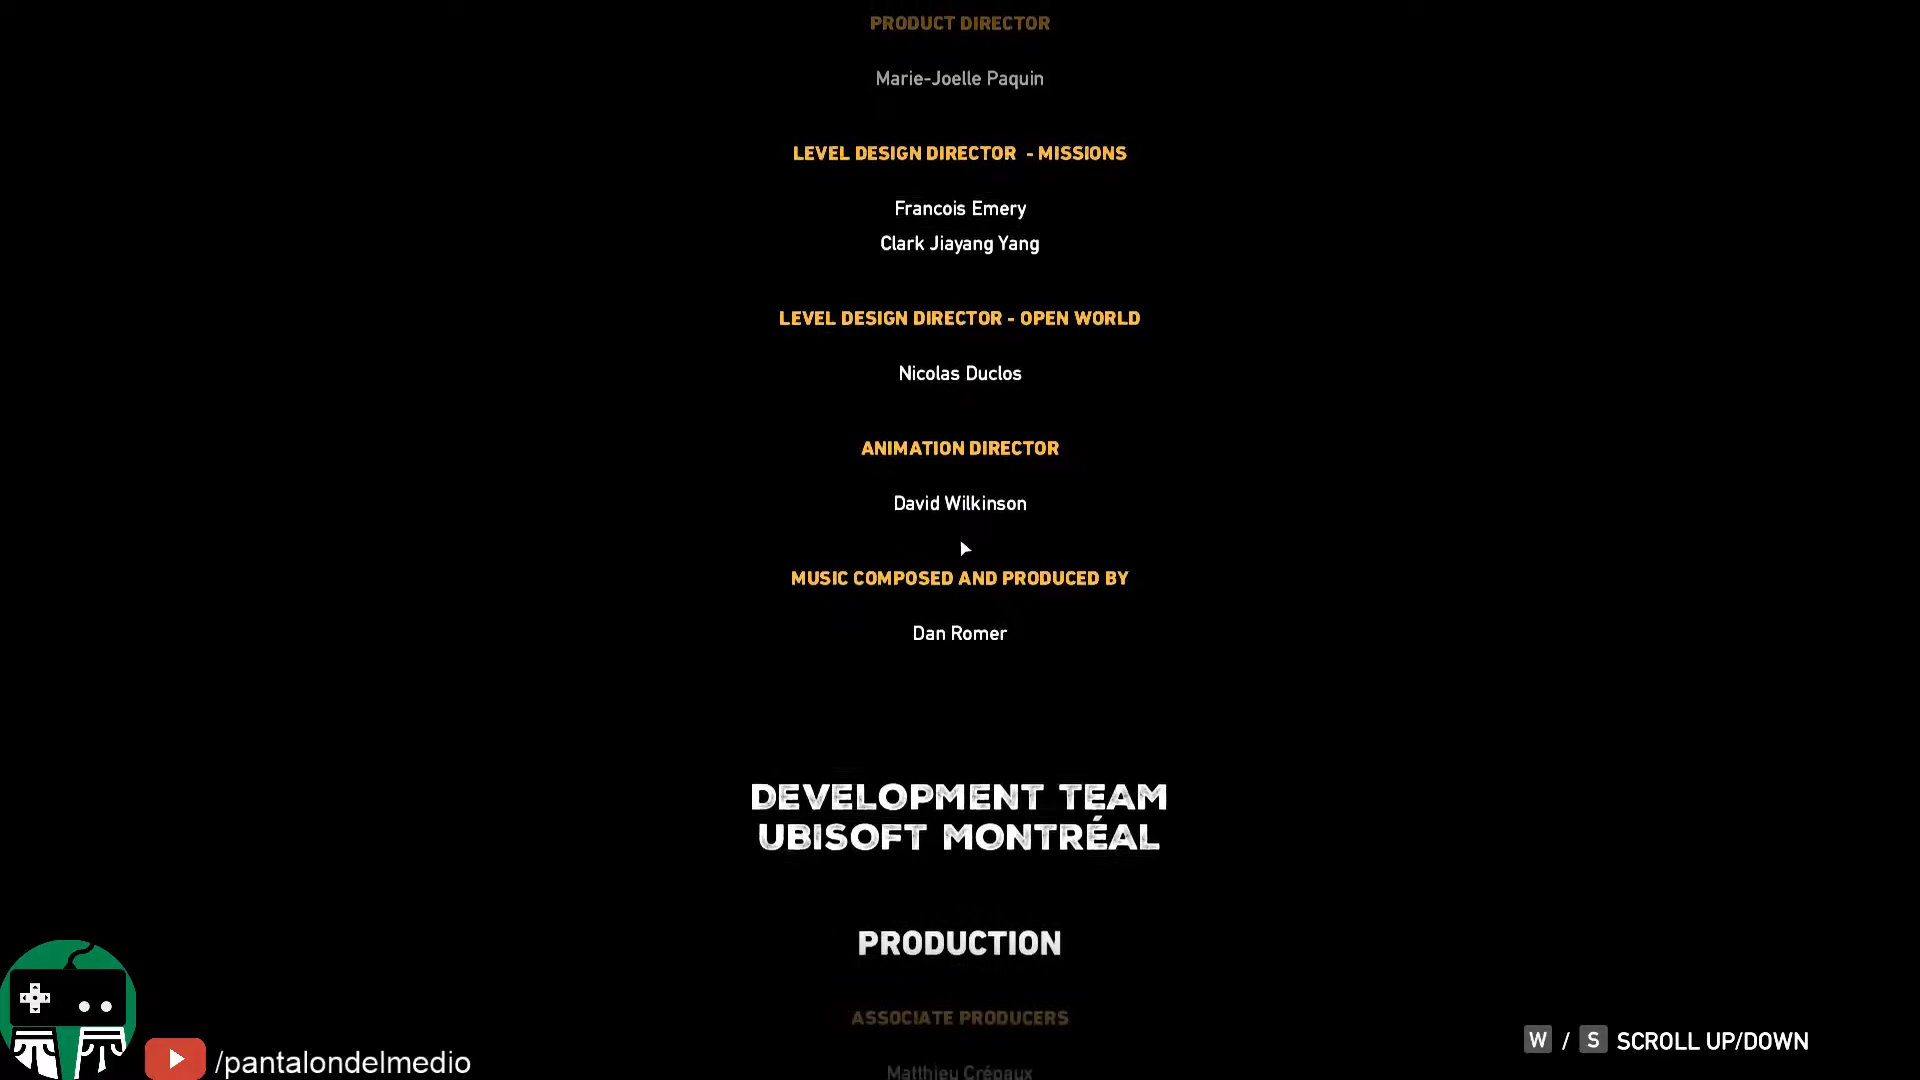 PRODUCT DIRECTOR
Marie-Joelle Paquin
LEVEL DESIGN DIRECTOR - MISSIONS
Francois Emery
Clark Jiayang Yang
LEVEL DESIGN DIRECTOR - OPEN WORLD
Nicolas Duclos
ANIMATION DIRECTOR
David Wilkinson
MUSIC COMPOSED AND PRODUCED BY
Dan Romer
DEVELOPMENT TEAM
UBISOFT MONTRÉAL
PRODUCTION
ASSOCIATE PRODUCERS
Matthieu Crépaux
W / S SCROLL UP/DOWN
/pantalondelmedio